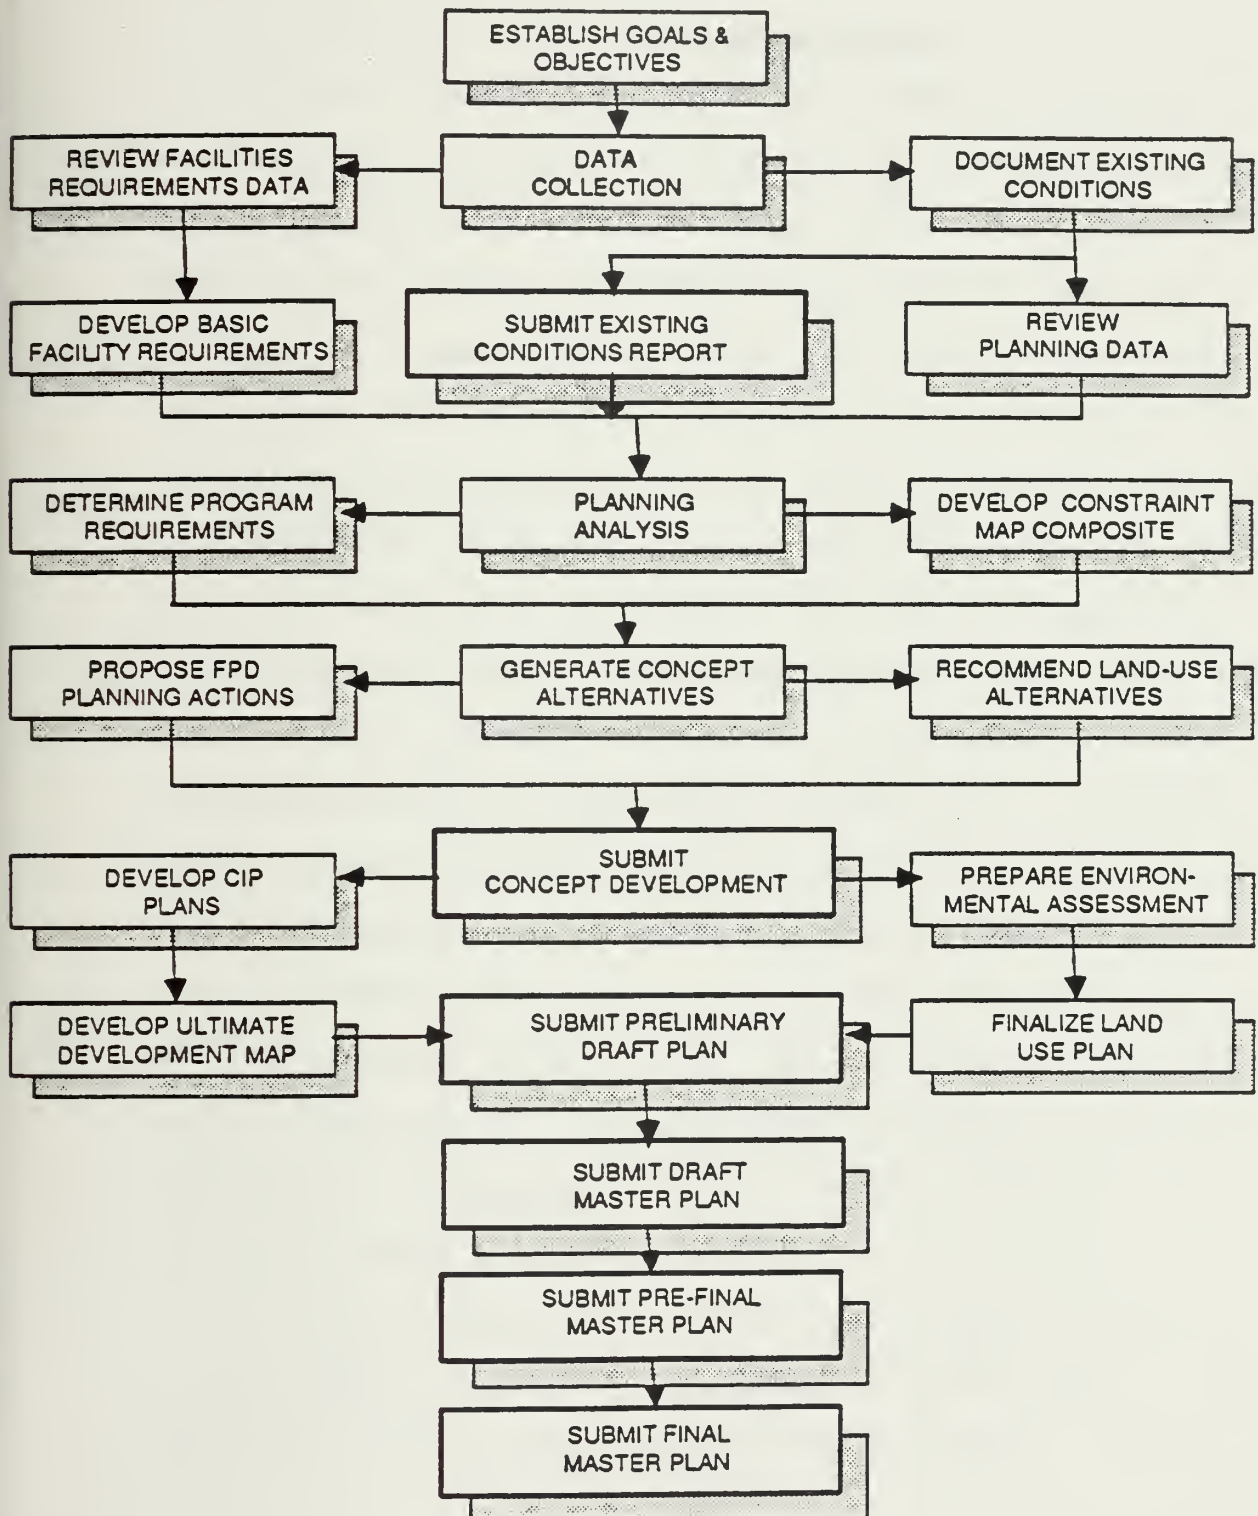 ESTABLISH GOALS &
OBJECTIVES
REVIEW FACILITIES
REQUIREMENTS DATA
DATA
COLLECTION
DOCUMENT EXISTING
CONDITIONS
DEVELOP BASIC
FACILITY REQUIREMENTS
SUBMIT EXISTING
CONDITIONS REPORT
REVIEW
PLANNING DATA
DETERMINE PROGRAM
REQUIREMENTS
PLANNING
ANALYSIS
DEVELOP CONSTRAINT
MAP COMPOSITE
PROPOSE FPD
PLANNING ACTIONS
GENERATE CONCEPT
ALTERNATIVES
RECOMMEND LAND-USE
ALTERNATIVES
DEVELOP CIP
PLANS
SUBMIT
CONCEPT DEVELOPMENT
PREPARE ENVIRON-
MENTAL ASSESSMENT
DEVELOP ULTIMATE
DEVELOPMENT MAP
SUBMIT PRELIMINARY
DRAFT PLAN
FINALIZE LAND
USE PLAN
SUBMIT DRAFT
MASTER PLAN
SUBMIT PRE-FINAL
MASTER PLAN
SUBMIT FINAL
MASTER PLAN